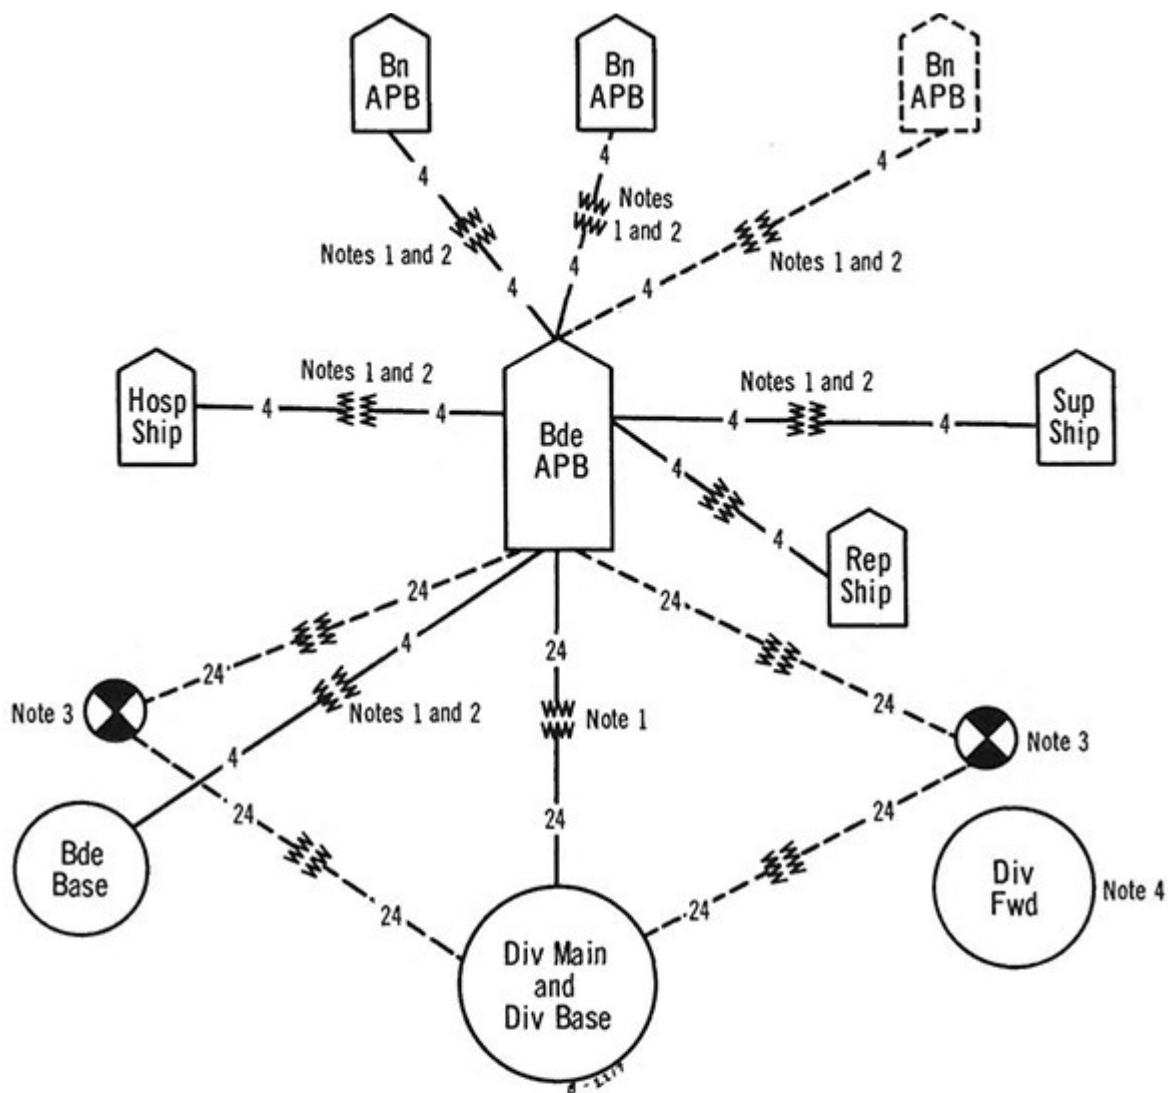 Bn
APB
Bn
APB
Bn
APB
4
4
4
Notes
1 and 2
Notes 1 and 2
Notes 1 and 2
4
4
4
Notes 1 and 2
Notes 1 and 2
Hosp
Ship
4
4
Bde
APB
4
4
Sup
Ship
4
4
Rep
Ship
24
4
24
24
24
Note 3
4
Notes 1 and 2
Note 1
24
Note 3
24
24
24
Bde
Base
Div
Fwd
Note 4
24
24
Div Main
and
Div Base